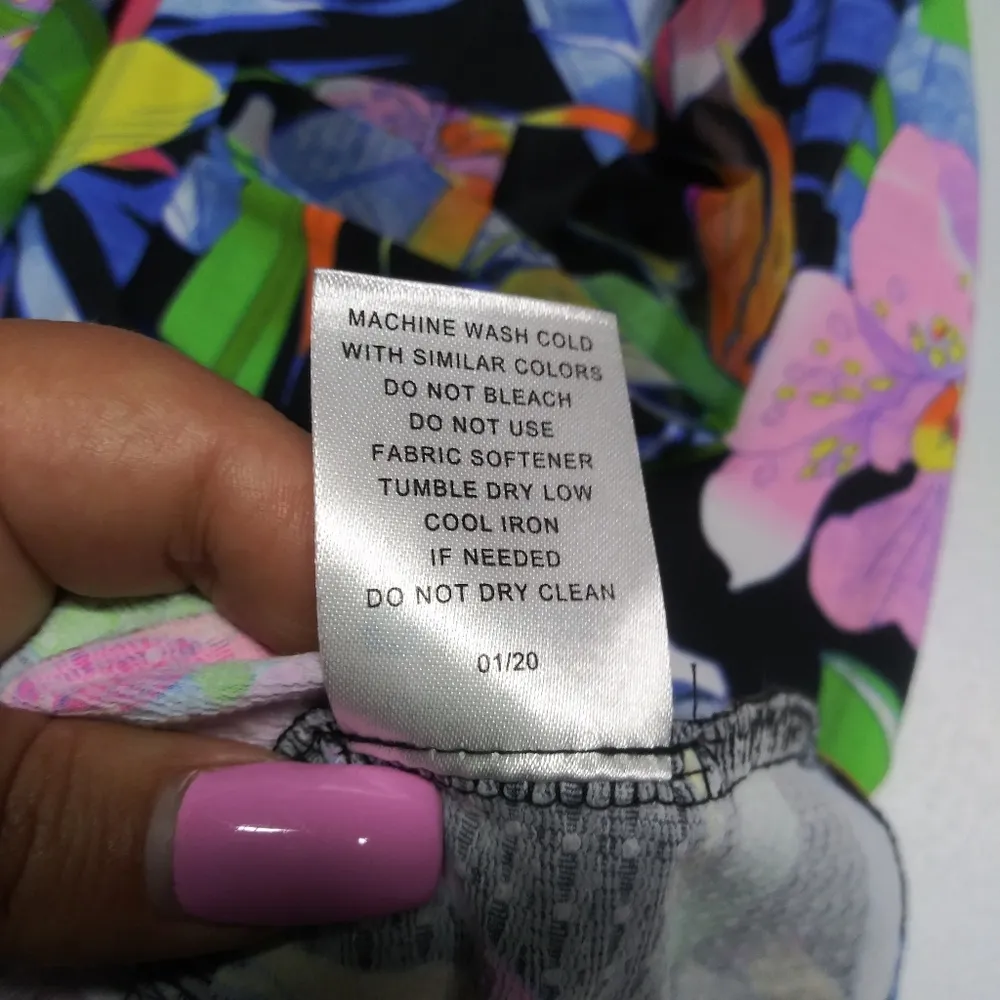 MACHINE WASH COLD
WITH SIMILAR COLORS
DO NOT BLEACH
DO NOT USE
FABRIC SOFTENER
TUMBLE DRY LOW
COOL IRON
IF NEEDED
DO NOT DRY CLEAN
01/20